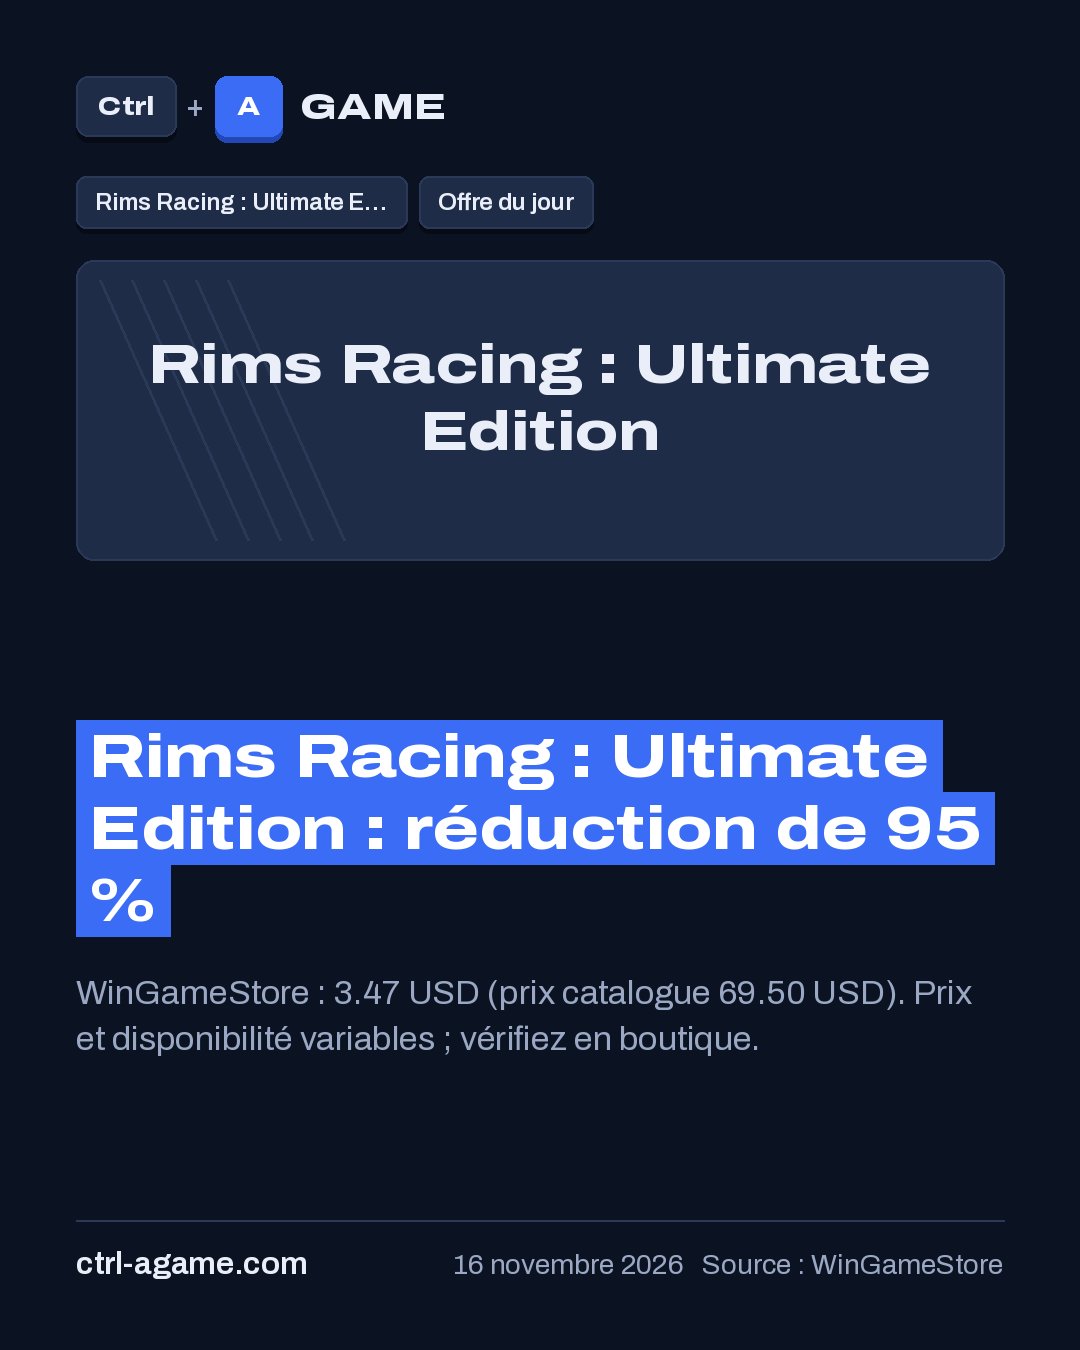 Ctrl + A GAME
Rims Racing : Ultimate E... Offre du jour
Rims Racing : Ultimate
Edition
Rims Racing : Ultimate
Edition : réduction de 95
%
WinGameStore : 3.47 USD (prix catalogue 69.50 USD). Prix
et disponibilité variables ; vérifiez en boutique.
ctrl-agame.com 16 novembre 2026 Source : WinGameStore